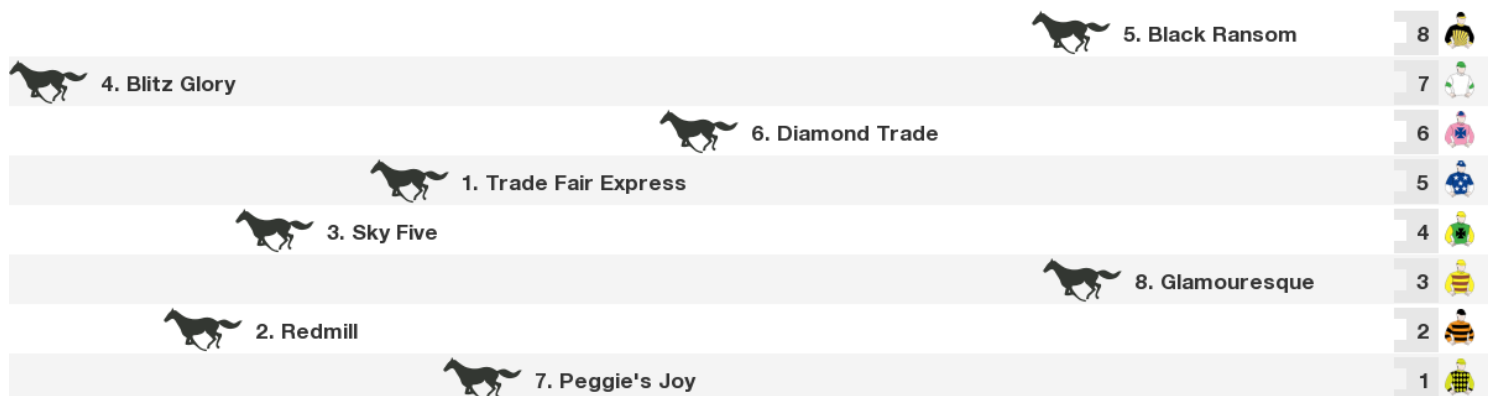 5. Black Ransom 8
4. Blitz Glory 7
6. Diamond Trade 6
1. Trade Fair Express 5
3. Sky Five 4
8. Glamouresque 3
2. Redmill 2
7. Peggie's Joy 1